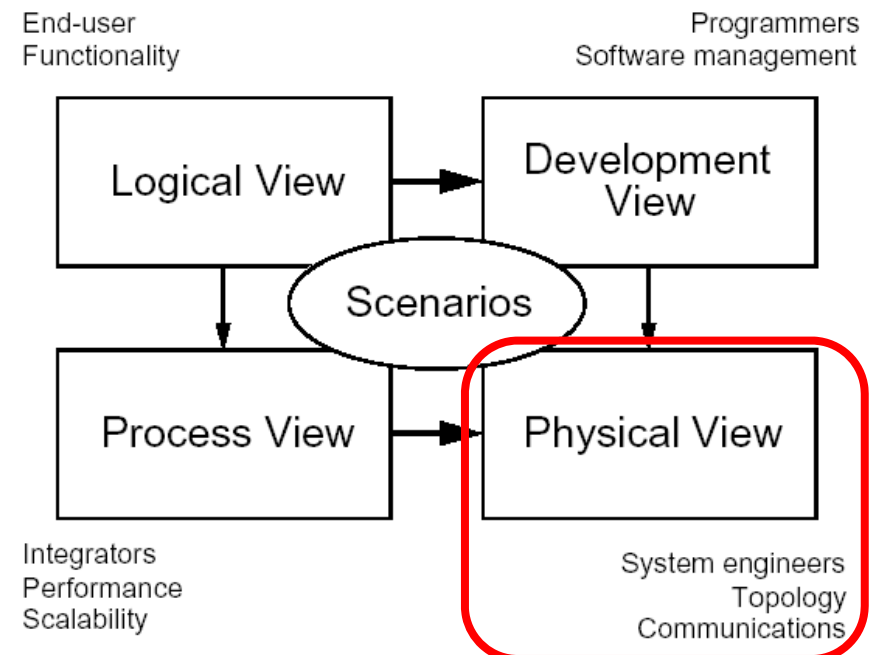 End-user
Functionality
Programmers
Software management
Logical View
Development
View
Scenarios
Process View
Physical View
Integrators
Performance
Scalability
System engineers
Topology
Communications